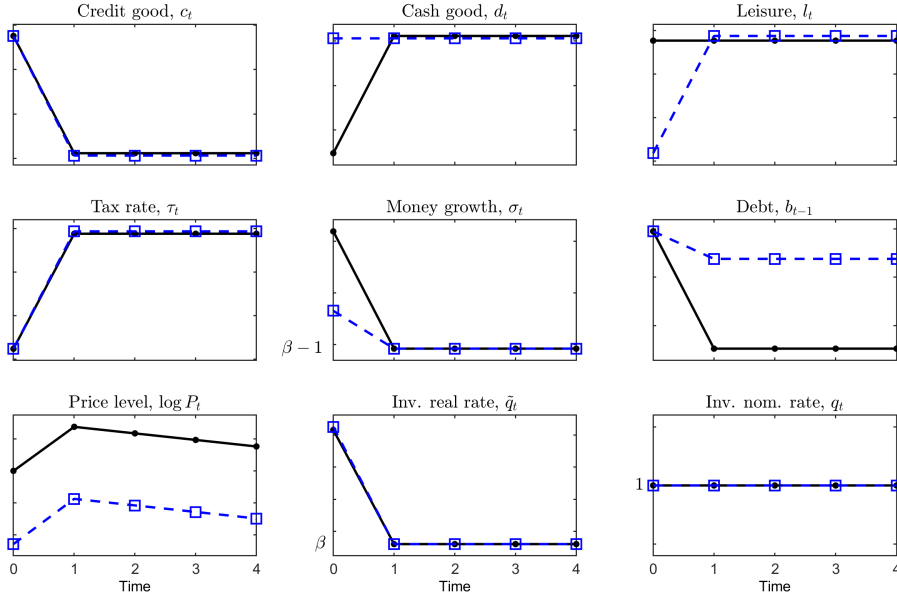 Credit good, c_t
Cash good, d_t
Leisure, l_t
Tax rate, τ_t
Money growth, σ_t
Debt, b_{t−1}
β − 1
Price level, log P_t
Inv. real rate, q̃_t
Inv. nom. rate, q_t
β
1
0 1 2 3 4
0 1 2 3 4
0 1 2 3 4
Time
Time
Time